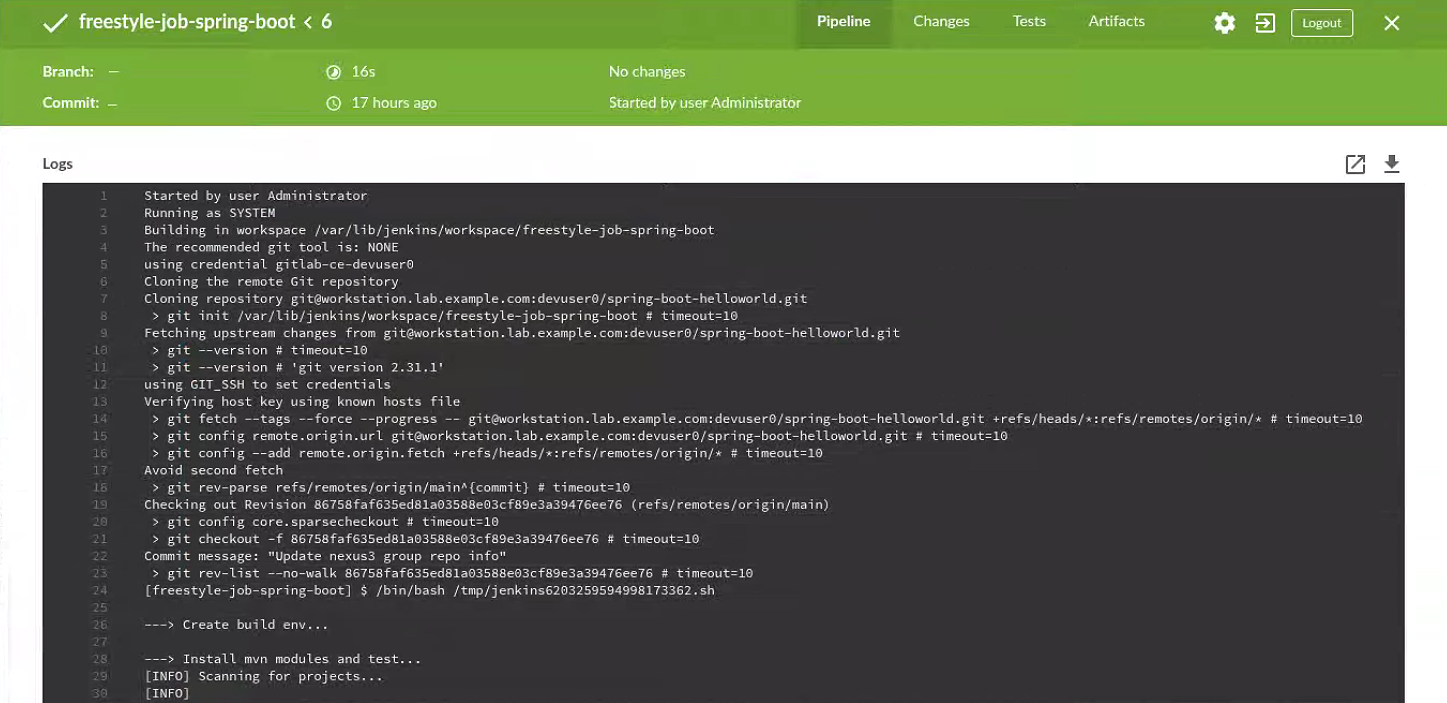 freestyle-job-spring-boot < 6
Pipeline Changes Tests Artifacts Logout
Branch: — 16s No changes
Commit: — 17 hours ago Started by user Administrator
Logs
1 Started by user Administrator
2 Running as SYSTEM
3 Building in workspace /var/lib/jenkins/workspace/freestyle-job-spring-boot
4 The recommended git tool is: NONE
5 using credential gitlab-ce-devuser0
6 Cloning the remote Git repository
7 Cloning repository git@workstation.lab.example.com:devuser0/spring-boot-helloworld.git
8 > git init /var/lib/jenkins/workspace/freestyle-job-spring-boot # timeout=10
9 Fetching upstream changes from git@workstation.lab.example.com:devuser0/spring-boot-helloworld.git
10 > git --version # timeout=10
11 > git --version # 'git version 2.31.1'
12 using GIT_SSH to set credentials
13 Verifying host key using known hosts file
14 > git fetch --tags --force --progress -- git@workstation.lab.example.com:devuser0/spring-boot-helloworld.git +refs/heads/*:refs/remotes/origin/* # timeout=10
15 > git config remote.origin.url git@workstation.lab.example.com:devuser0/spring-boot-helloworld.git # timeout=10
16 > git config --add remote.origin.fetch +refs/heads/*:refs/remotes/origin/* # timeout=10
17 Avoid second fetch
18 > git rev-parse refs/remotes/origin/main^{commit} # timeout=10
19 Checking out Revision 86758faf635ed81a03588e03cf89e3a39476ee76 (refs/remotes/origin/main)
20 > git config core.sparsecheckout # timeout=10
21 > git checkout -f 86758faf635ed81a03588e03cf89e3a39476ee76 # timeout=10
22 Commit message: "Update nexus3 group repo info"
23 > git rev-list --no-walk 86758faf635ed81a03588e03cf89e3a39476ee76 # timeout=10
24 [freestyle-job-spring-boot] $ /bin/bash /tmp/jenkins6203259594998173362.sh
25
26 ---> Create build env...
27
28 ---> Install mvn modules and test...
29 [INFO] Scanning for projects...
30 [INFO]